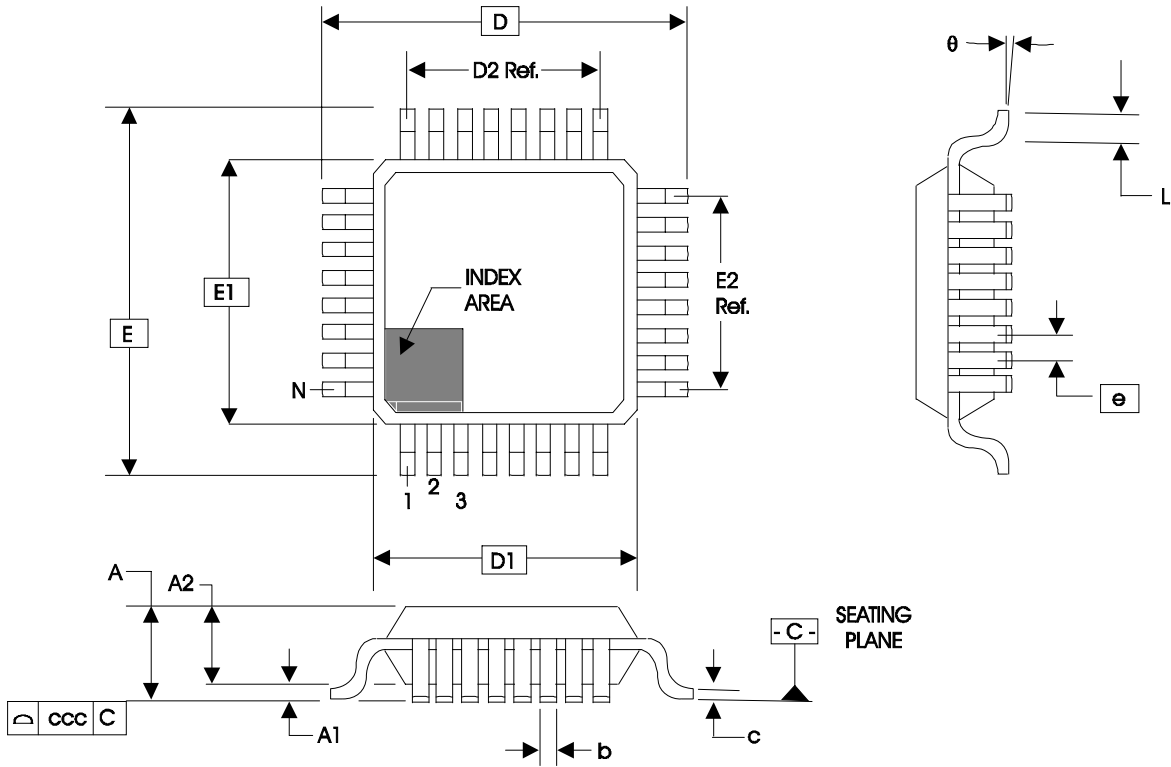 D
D2 Ref.
θ
L
E1
E
INDEX
AREA
E2
Ref.
N
e
1
2
3
D1
A
A2
- C -
SEATING
PLANE
ccc C
A1
b
c